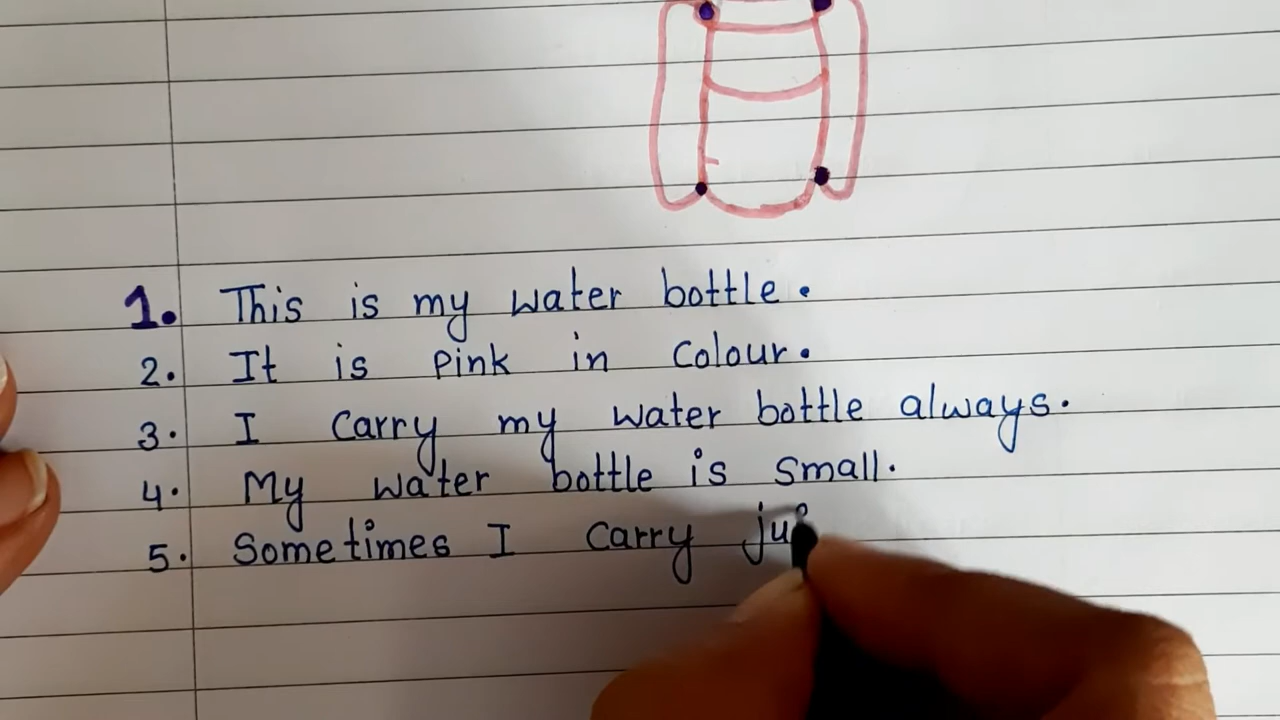 1. This is my water bottle.
2. It is pink in colour.
3. I carry my water bottle always.
4. My water bottle is small.
5. Sometimes I carry